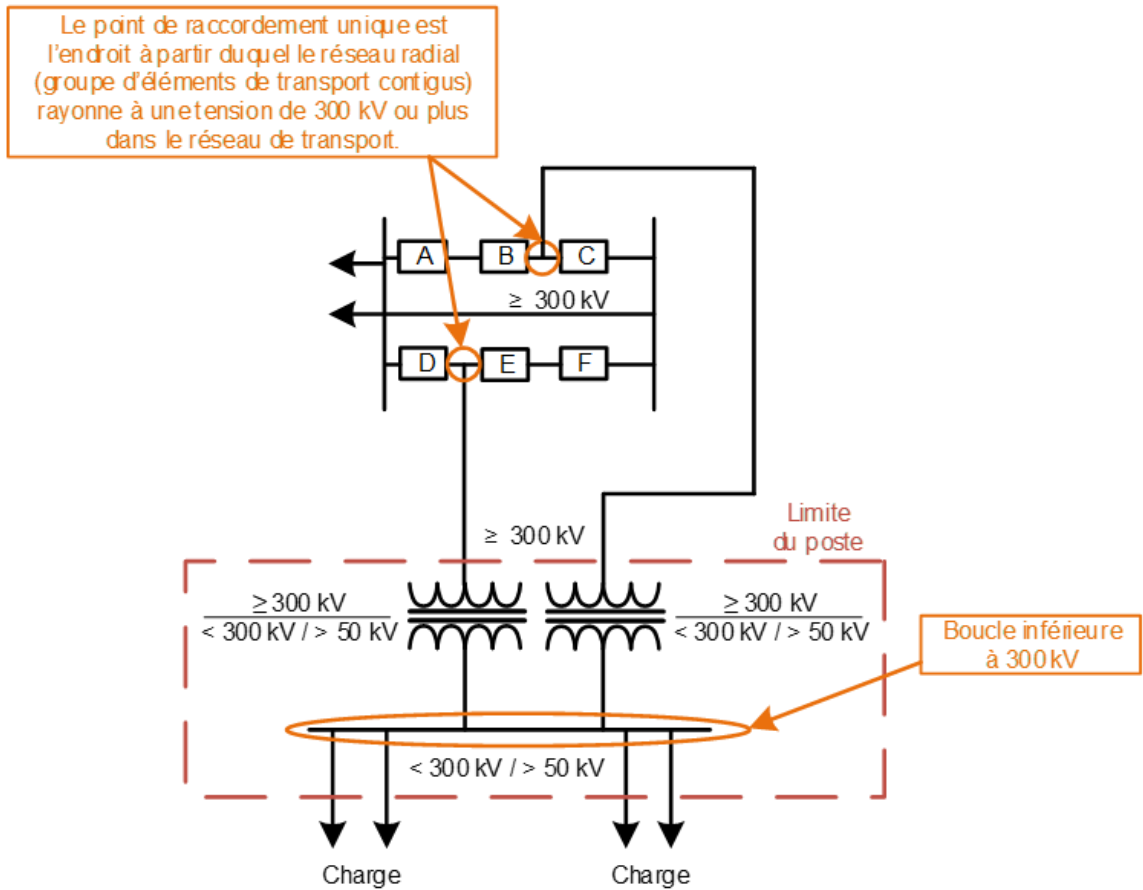 Le point de raccordement unique est
l'endroit à partir duquel le réseau radial
(groupe d'éléments de transport contigus)
rayonne à une tension de 300 kV ou plus
dans le réseau de transport.
A
B
C
≥ 300 kV
D
E
F
≥ 300 kV
Limite
du poste
≥ 300 kV
< 300 kV / > 50 kV
≥ 300 kV
< 300 kV / > 50 kV
Boucle inférieure
à 300 kV
< 300 kV / > 50 kV
Charge
Charge